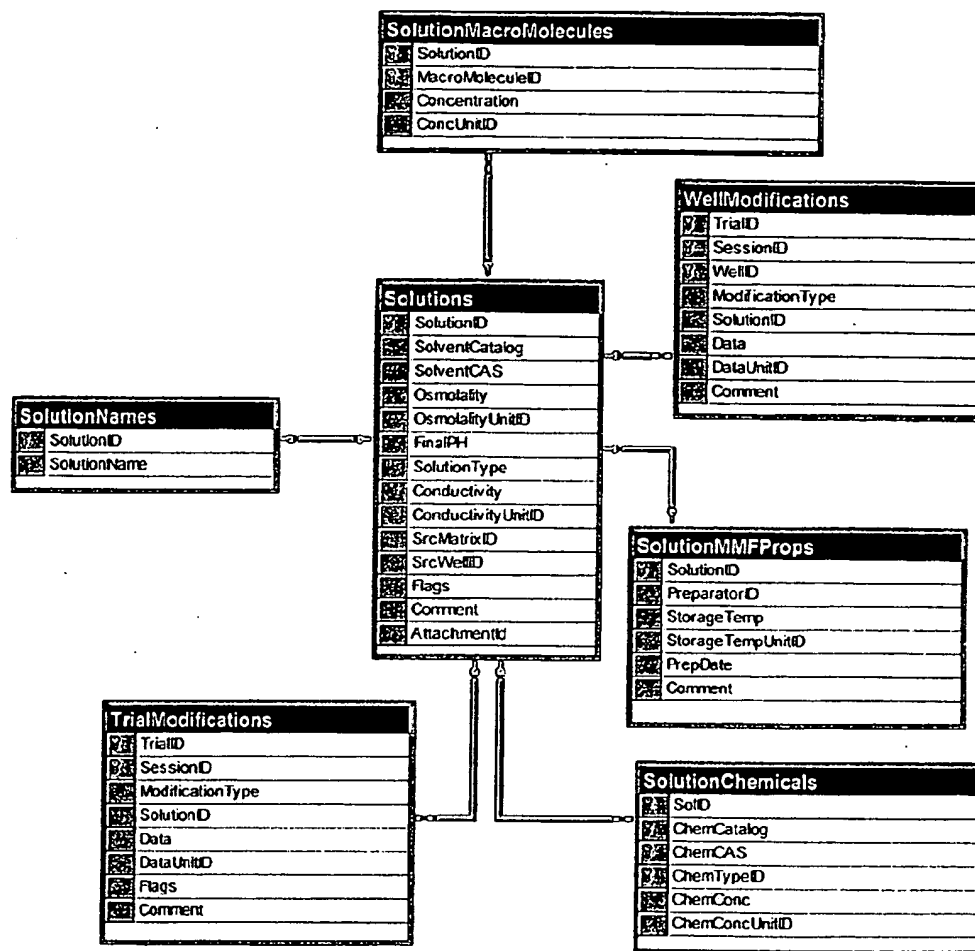 SolutionMacroMolecules
SolutionID
MacroMoleculeID
Concentration
ConcUnitID
WellModifications
TrialID
SessionID
WellID
ModificationType
SolutionID
Data
DataUnitID
Comment
Solutions
SolutionID
SolventCatalog
SolventCAS
Osmolality
OsmolalityUnitID
FinalPH
SolutionType
Conductivity
ConductivityUnitID
SrcMatrixID
SrcWellID
Flags
Comment
AttachmentId
SolutionNames
SolutionID
SolutionName
SolutionMMFProps
SolutionID
PreparatorID
StorageTemp
StorageTempUnitID
PrepDate
Comment
TrialModifications
TrialID
SessionID
ModificationType
SolutionID
Data
DataUnitID
Flags
Comment
SolutionChemicals
SolID
ChemCatalog
ChemCAS
ChemTypeID
ChemConc
ChemConcUnitID